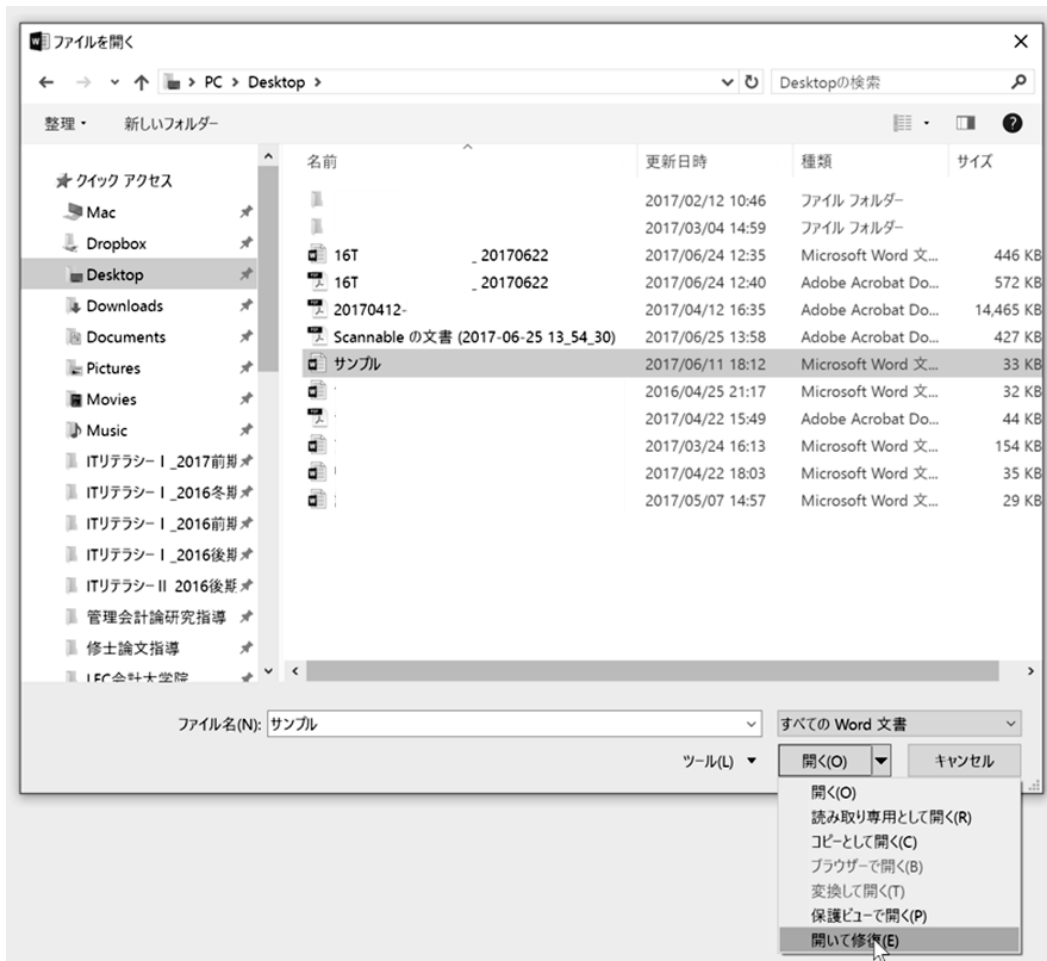 ファイルを開く
PC > Desktop >
Desktopの検索
整理
新しいフォルダー
名前 更新日時 種類 サイズ
クイック アクセス
Mac
Dropbox
Desktop
Downloads
Documents
Pictures
Movies
Music
ITリテラシーⅠ_2017前期
ITリテラシーⅠ_2016冬期
ITリテラシーⅠ_2016前期
ITリテラシーⅠ_2016後期
ITリテラシーⅡ 2016後期
管理会計論研究指導
修士論文指導
LEC会計大学院
2017/02/12 10:46 ファイル フォルダー
2017/03/04 14:59 ファイル フォルダー
16T _ 20170622 2017/06/24 12:35 Microsoft Word 文... 446 KB
16T _ 20170622 2017/06/24 12:40 Adobe Acrobat Do... 572 KB
20170412- 2017/04/12 16:35 Adobe Acrobat Do... 14,465 KB
Scannable の文書 (2017-06-25 13_54_30) 2017/06/25 13:58 Adobe Acrobat Do... 427 KB
サンプル 2017/06/11 18:12 Microsoft Word 文... 33 KB
2016/04/25 21:17 Microsoft Word 文... 32 KB
2017/04/22 15:49 Adobe Acrobat Do... 44 KB
2017/03/24 16:13 Microsoft Word 文... 154 KB
2017/04/22 18:03 Microsoft Word 文... 35 KB
2017/05/07 14:57 Microsoft Word 文... 29 KB
ファイル名(N): サンプル
すべての Word 文書
ツール(L)
開く(O)
キャンセル
開く(O)
読み取り専用として開く(R)
コピーとして開く(C)
ブラウザーで開く(B)
変換して開く(T)
保護ビューで開く(P)
開いて修復(E)